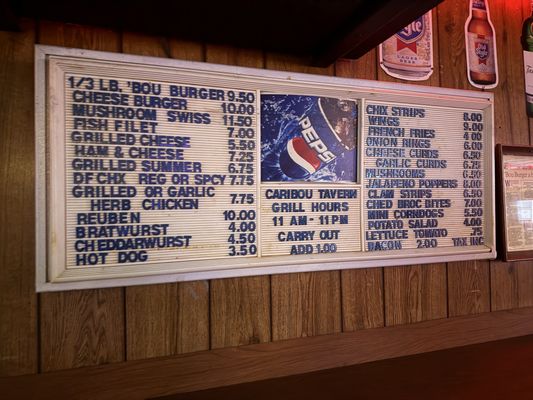 1/3 LB. 'BOU BURGER 9.50
CHEESE BURGER 10.00
MUSHROOM SWISS 11.50
FISH FILET 7.00
GRILLED CHEESE 5.50
HAM & CHEESE 7.25
GRILLED SUMMER 6.75
DF CHX REG OR SPCY 7.75
GRILLED OR GARLIC
HERB CHICKEN 7.75
REUBEN 10.00
BRATWURST 4.00
CHEDDARWURST 4.50
HOT DOG 3.50
PEPSI
CARIBOU TAVERN
GRILL HOURS
11 AM - 11 PM
CARRY OUT
ADD 1.00
CHIX STRIPS 8.00
WINGS 9.00
FRENCH FRIES 4.00
ONION RINGS 6.50
CHEESE CURDS 6.50
GARLIC CURDS 6.75
MUSHROOMS 6.50
JALAPENO POPPERS 8.00
CLAM STRIPS 6.50
CHED BROC BITES 7.00
MINI CORNDOGS 5.50
POTATO SALAD 4.00
LETTUCE TOMATO .75
BACON 2.00 TAX INC
Lite